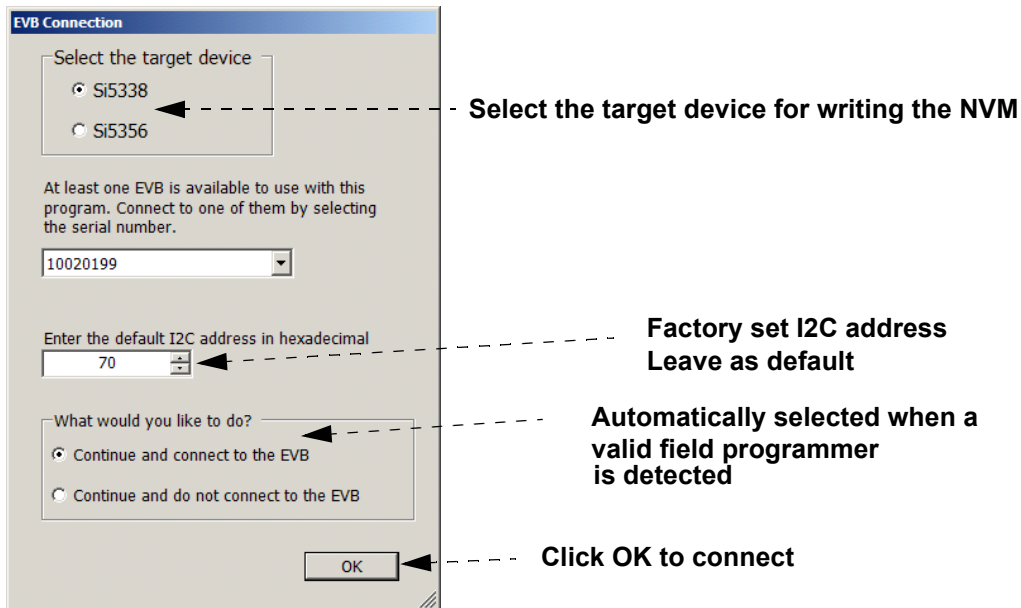 EVB Connection
Select the target device
Si5338
Si5356
Select the target device for writing the NVM
At least one EVB is available to use with this
program. Connect to one of them by selecting
the serial number.
10020199
Enter the default I2C address in hexadecimal
70
Factory set I2C address
Leave as default
What would you like to do?
Continue and connect to the EVB
Continue and do not connect to the EVB
Automatically selected when a
valid field programmer
is detected
OK
Click OK to connect